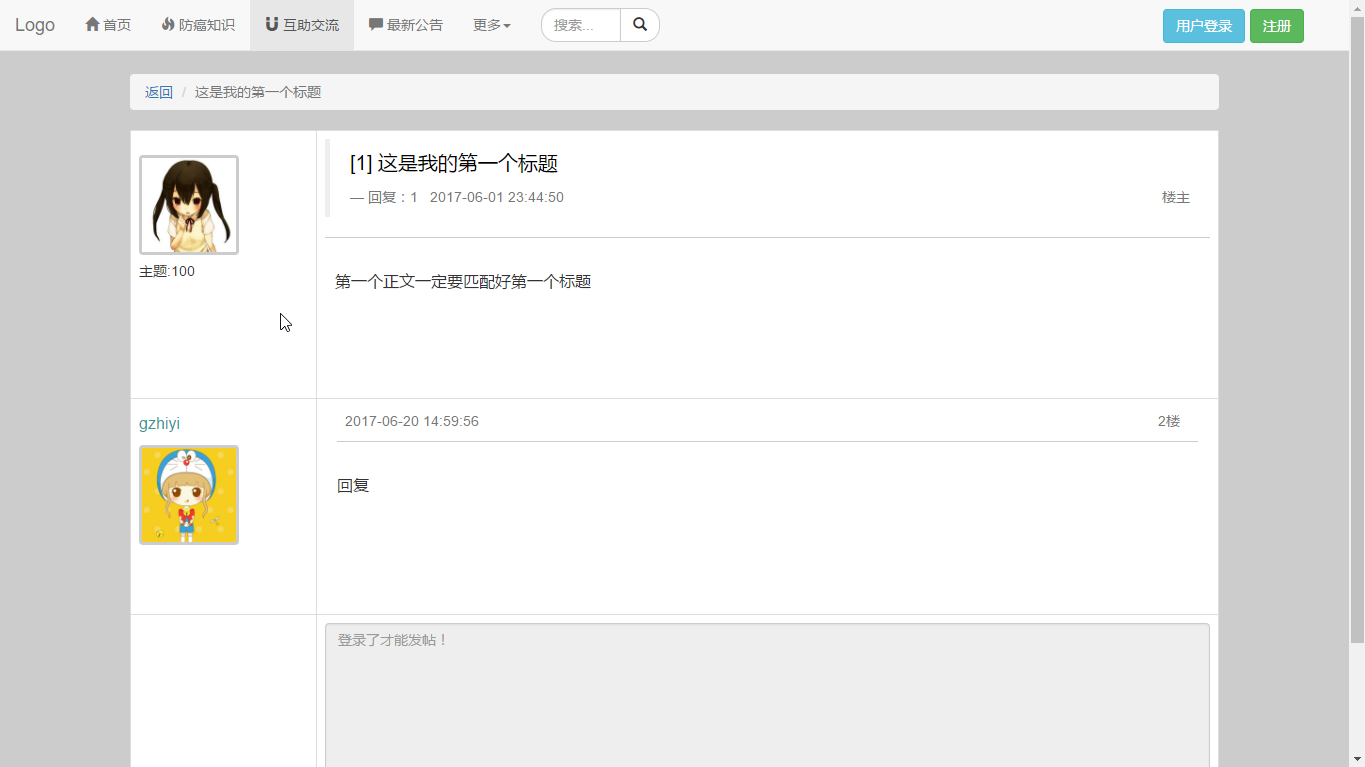 Logo 首页 防癌知识 互助交流 最新公告 更多 搜索... 用户登录 注册
返回 / 这是我的第一个标题
[1] 这是我的第一个标题
— 回复：1 2017-06-01 23:44:50 楼主
主题:100
第一个正文一定要匹配好第一个标题
gzhiyi
2017-06-20 14:59:56 2楼
回复
登录了才能发帖！